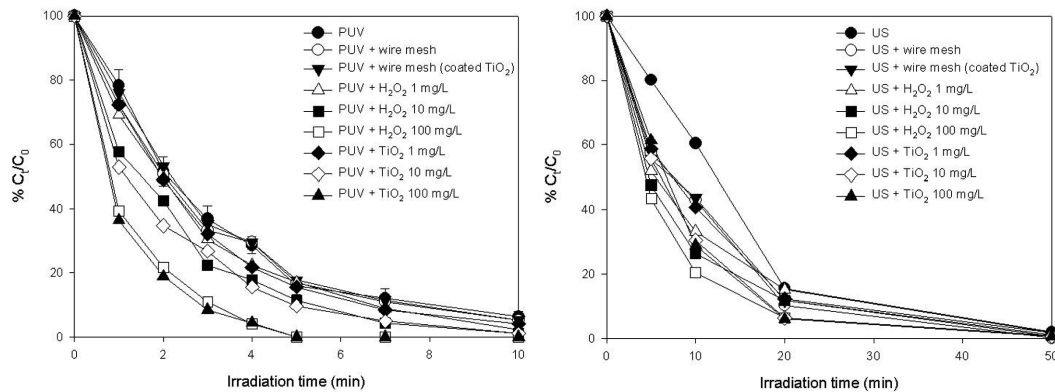 100
80
60
40
20
0
% Cₜ/C₀
0
2
4
6
8
10
Irradiation time (min)
PUV
PUV + wire mesh
PUV + wire mesh (coated TiO₂)
PUV + H₂O₂ 1 mg/L
PUV + H₂O₂ 10 mg/L
PUV + H₂O₂ 100 mg/L
PUV + TiO₂ 1 mg/L
PUV + TiO₂ 10 mg/L
PUV + TiO₂ 100 mg/L
100
80
60
40
20
0
% Cₜ/C₀
0
10
20
30
40
50
Irradiation time (min)
US
US + wire mesh
US + wire mesh (coated TiO₂)
US + H₂O₂ 1 mg/L
US + H₂O₂ 10 mg/L
US + H₂O₂ 100 mg/L
US + TiO₂ 1 mg/L
US + TiO₂ 10 mg/L
US + TiO₂ 100 mg/L